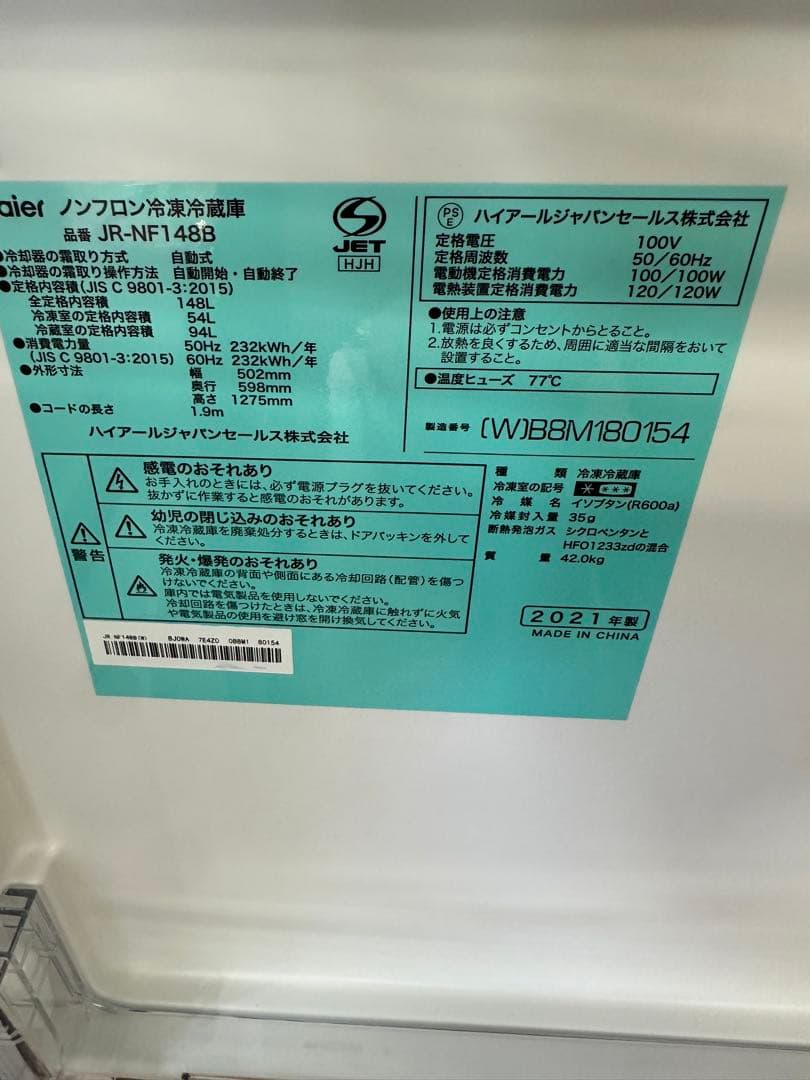 aier ノンフロン冷凍冷蔵庫
品番 JR-NF148B
●冷却器の霜取り方式 自動式
●冷却器の霜取り操作方法 自動開始・自動終了
●定格内容積(JIS C 9801-3:2015)
全定格内容積 148L
冷凍室の定格内容積 54L
冷蔵室の定格内容積 94L
●消費電力量 50Hz 232kWh/年
(JIS C 9801-3:2015) 60Hz 232kWh/年
●外形寸法 幅 502mm
奥行 598mm
高さ 1275mm
●コードの長さ 1.9m
ハイアールジャパンセールス株式会社
JET
HJH
PSE ハイアールジャパンセールス株式会社
定格電圧 100V
定格周波数 50/60Hz
電動機定格消費電力 100/100W
電熱装置定格消費電力 120/120W
●使用上の注意
1.電源は必ずコンセントからとること。
2.放熱を良くするため、周囲に適当な間隔をおいて
設置すること。
●温度ヒューズ 77℃
製造番号 (W)B8M180154
警告
感電のおそれあり
お手入れのときには、必ず電源プラグを抜いてください。
抜かずに作業すると感電のおそれがあります。
幼児の閉じ込めのおそれあり
冷凍冷蔵庫を廃棄処分するときは、ドアパッキンを外して
ください。
発火・爆発のおそれあり
冷凍冷蔵庫の背面や側面にある冷却回路(配管)を傷つ
けないでください。
庫内では電気製品を使用しないでください。
冷却回路を傷つけたときは、冷凍冷蔵庫に触れずに火気
や電気製品の使用を避け窓を開け換気してください。
種類 冷凍冷蔵庫
冷凍室の記号 * ***
冷媒名 イソブタン(R600a)
冷媒封入量 35g
断熱発泡ガス シクロペンタンと
HFO1233zdの混合
質量 42.0kg
2021年製
MADE IN CHINA
JR-NF148B(W) BJ0WA 7E4Z0 0B8M1 80154